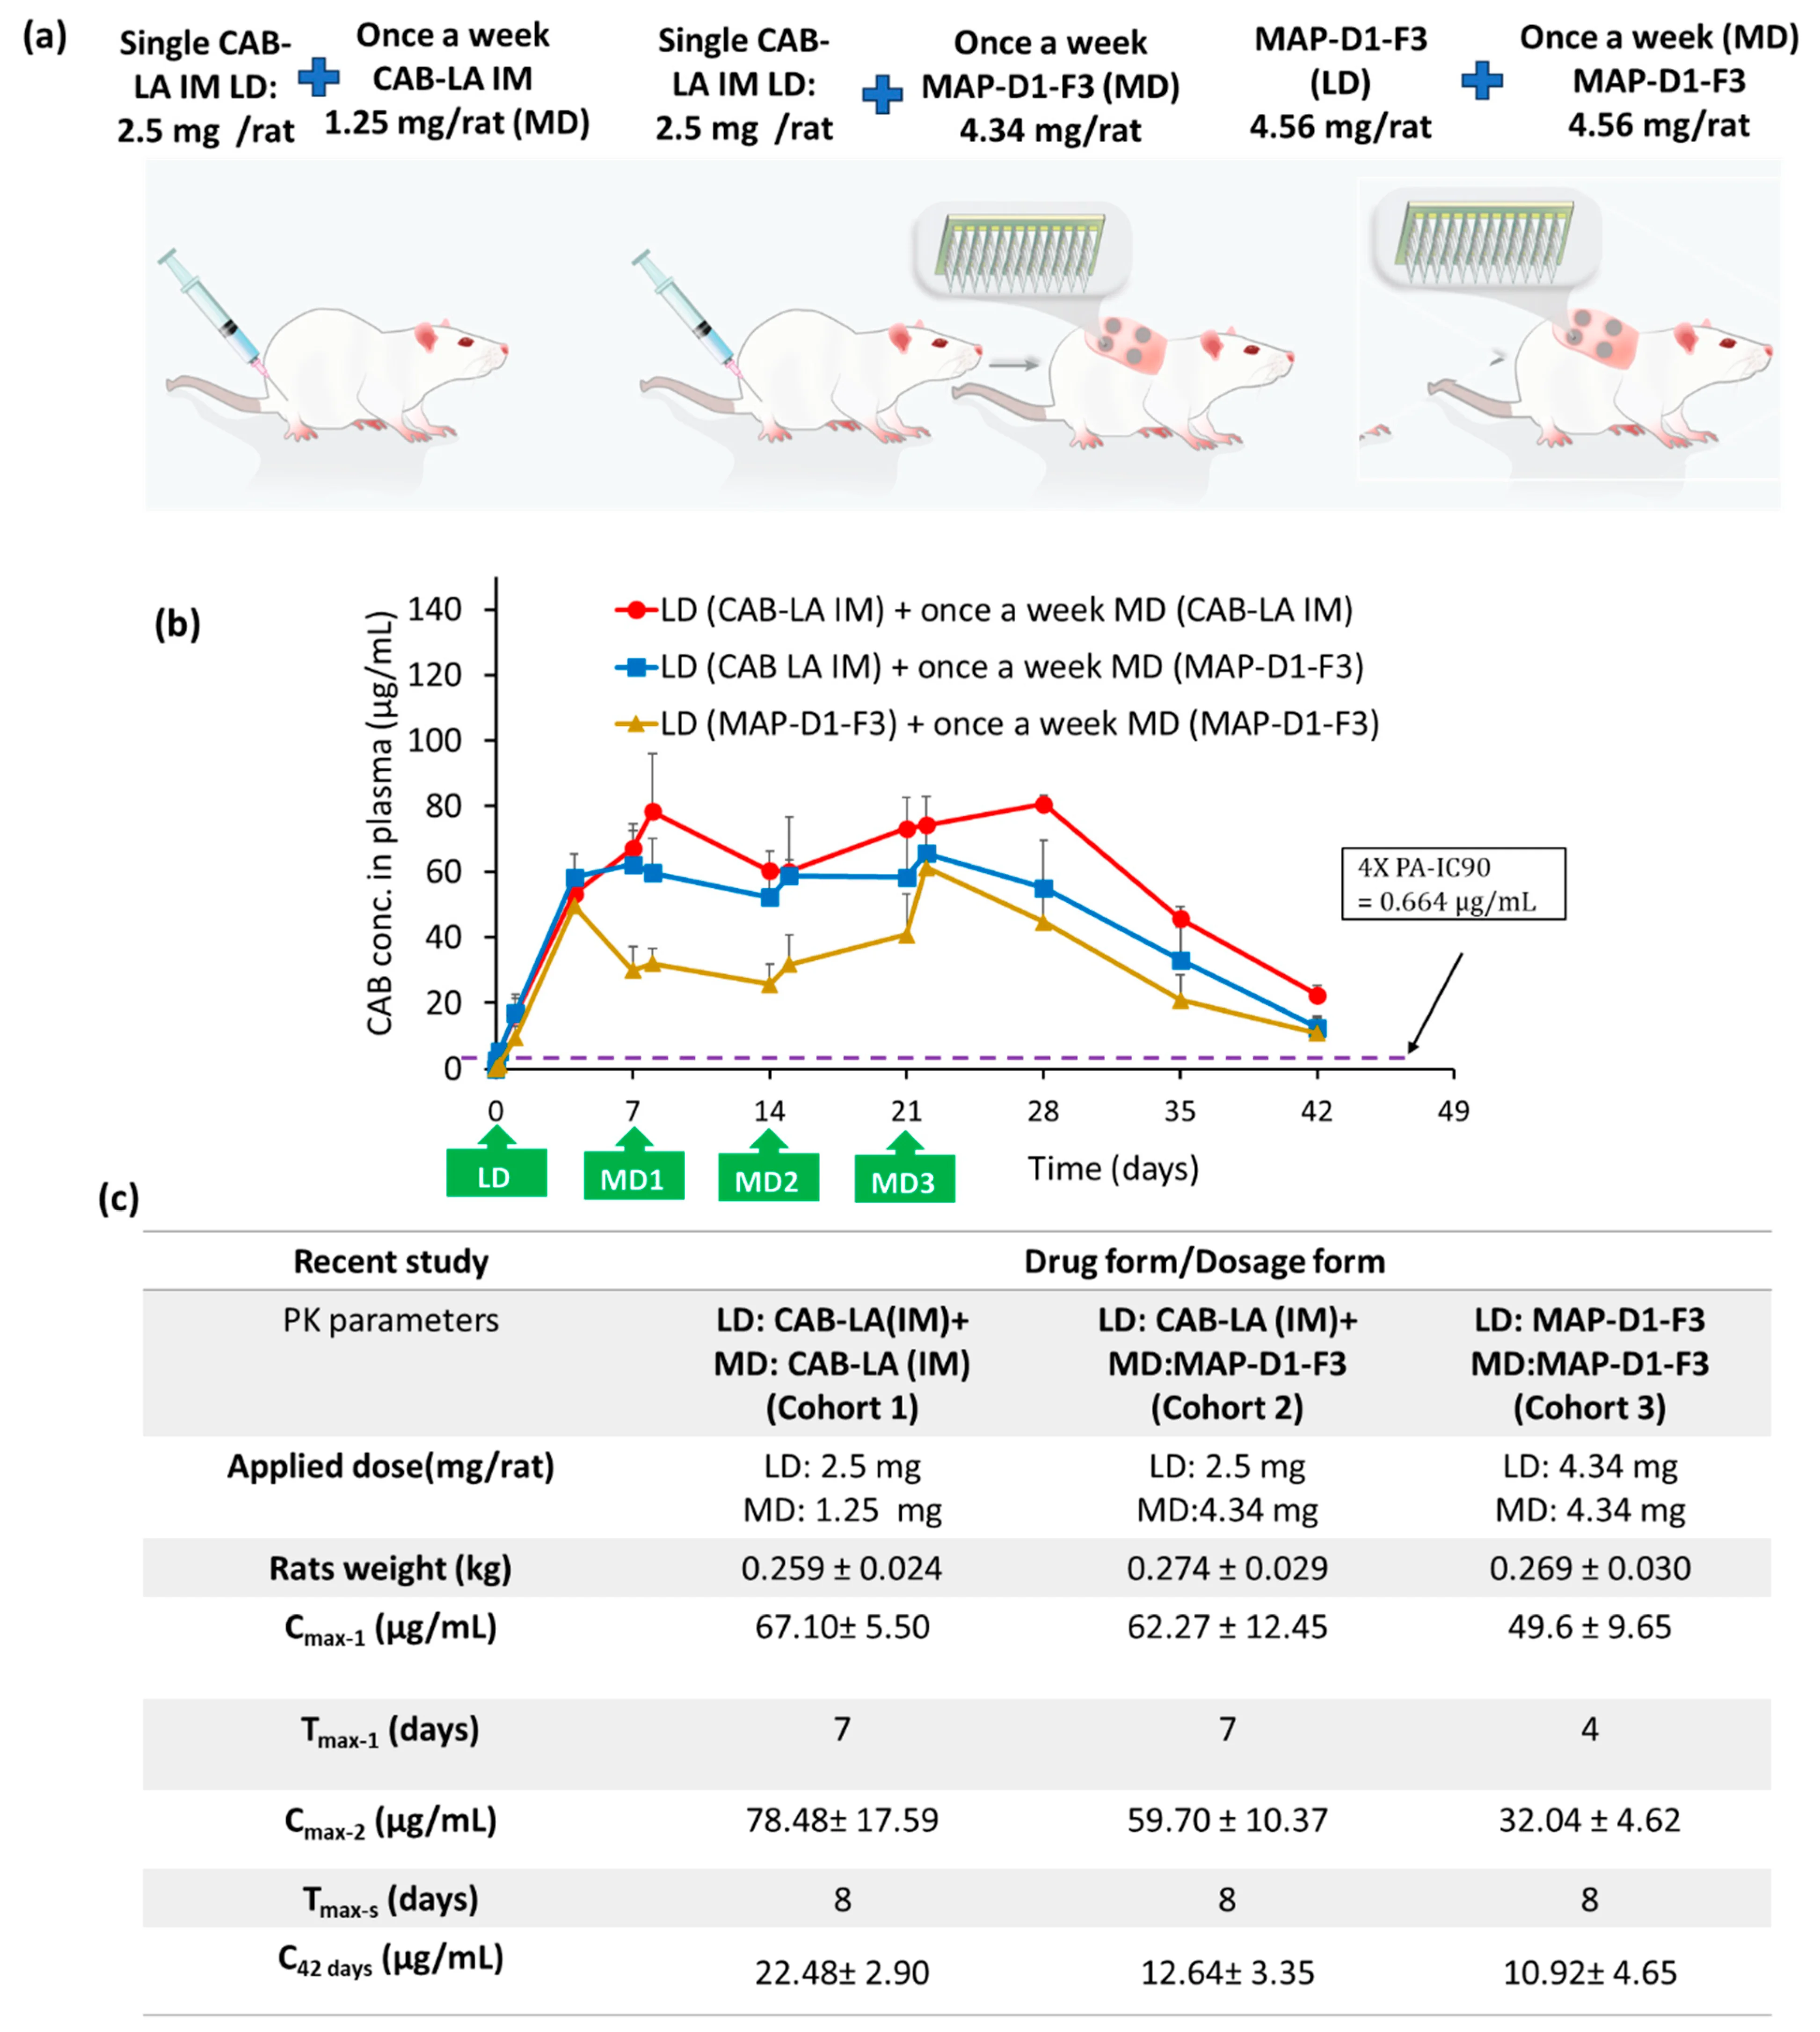 (a)
Single CAB-
LA IM LD:
2.5 mg /rat
Once a week
CAB-LA IM
1.25 mg/rat (MD)
Single CAB-
LA IM LD:
2.5 mg /rat
Once a week
MAP-D1-F3 (MD)
4.34 mg/rat
MAP-D1-F3
(LD)
4.56 mg/rat
Once a week (MD)
MAP-D1-F3
4.56 mg/rat
(b)
CAB conc. in plasma (µg/mL)
140
120
100
80
60
40
20
0
LD (CAB-LA IM) + once a week MD (CAB-LA IM)
LD (CAB LA IM) + once a week MD (MAP-D1-F3)
LD (MAP-D1-F3) + once a week MD (MAP-D1-F3)
4X PA-IC90
= 0.664 µg/mL
0 7 14 21 28 35 42 49
LD MD1 MD2 MD3
Time (days)
(c)
Recent study Drug form/Dosage form
PK parameters
LD: CAB-LA(IM)+
MD: CAB-LA (IM)
(Cohort 1)
LD: CAB-LA (IM)+
MD:MAP-D1-F3
(Cohort 2)
LD: MAP-D1-F3
MD:MAP-D1-F3
(Cohort 3)
Applied dose(mg/rat)
LD: 2.5 mg
MD: 1.25 mg
LD: 2.5 mg
MD:4.34 mg
LD: 4.34 mg
MD: 4.34 mg
Rats weight (kg) 0.259 ± 0.024 0.274 ± 0.029 0.269 ± 0.030
Cmax-1 (µg/mL) 67.10± 5.50 62.27 ± 12.45 49.6 ± 9.65
Tmax-1 (days) 7 7 4
Cmax-2 (µg/mL) 78.48± 17.59 59.70 ± 10.37 32.04 ± 4.62
Tmax-s (days) 8 8 8
C42 days (µg/mL) 22.48± 2.90 12.64± 3.35 10.92± 4.65